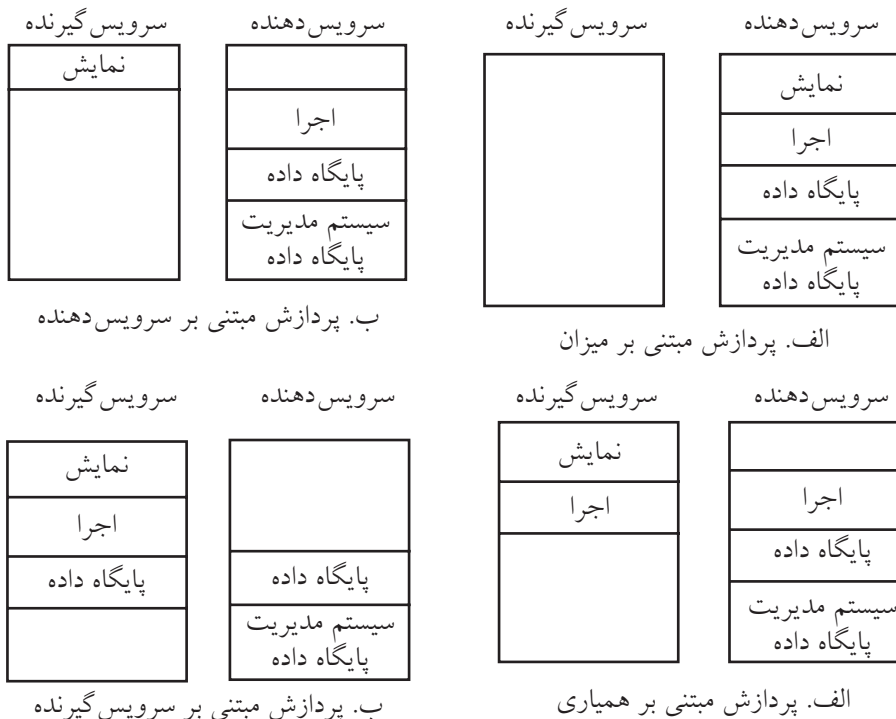 سرویس‌دهنده
سرویس‌گیرنده
نمایش
اجرا
پایگاه داده
سیستم مدیریت
پایگاه داده
الف. پردازش مبتنی بر میزان
سرویس‌دهنده
سرویس‌گیرنده
نمایش
اجرا
پایگاه داده
سیستم مدیریت
پایگاه داده
ب. پردازش مبتنی بر سرویس‌دهنده
سرویس‌دهنده
سرویس‌گیرنده
نمایش
اجرا
اجرا
پایگاه داده
سیستم مدیریت
پایگاه داده
الف. پردازش مبتنی بر همیاری
سرویس‌دهنده
سرویس‌گیرنده
نمایش
اجرا
پایگاه داده
پایگاه داده
سیستم مدیریت
پایگاه داده
ب. پردازش مبتنی بر سرویس‌گیرنده